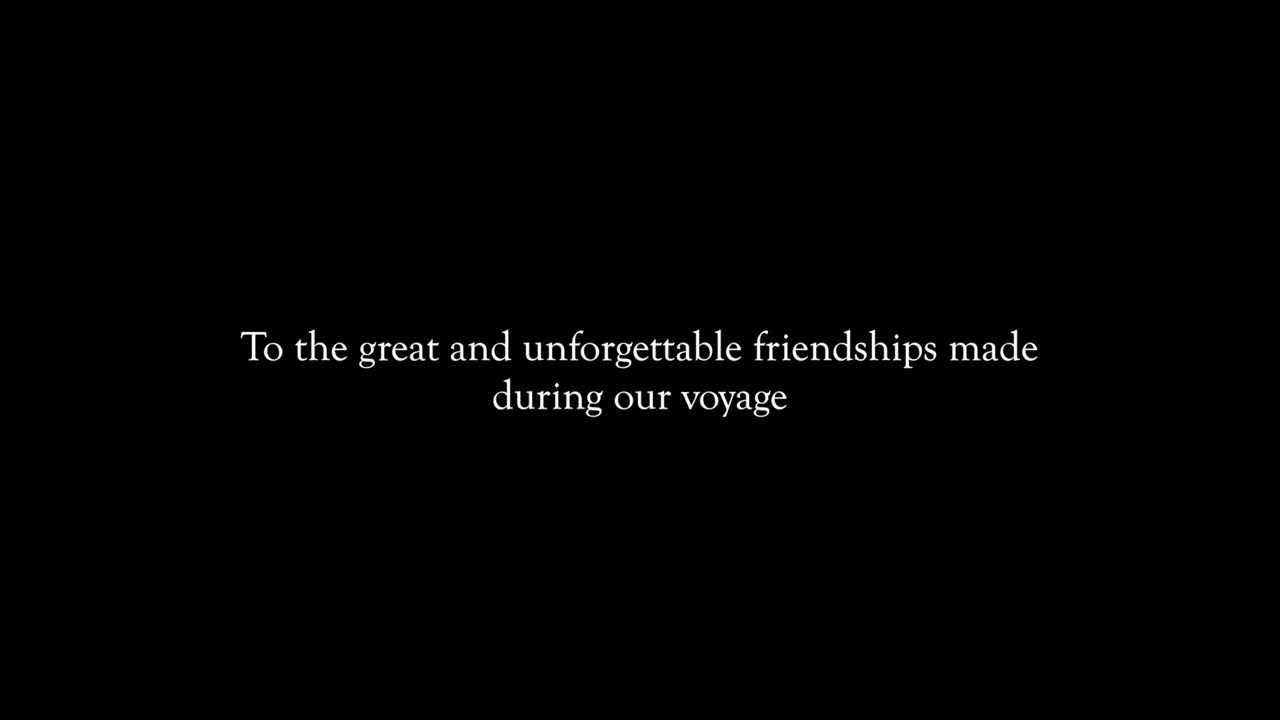 To the great and unforgettable friendships made
during our voyage